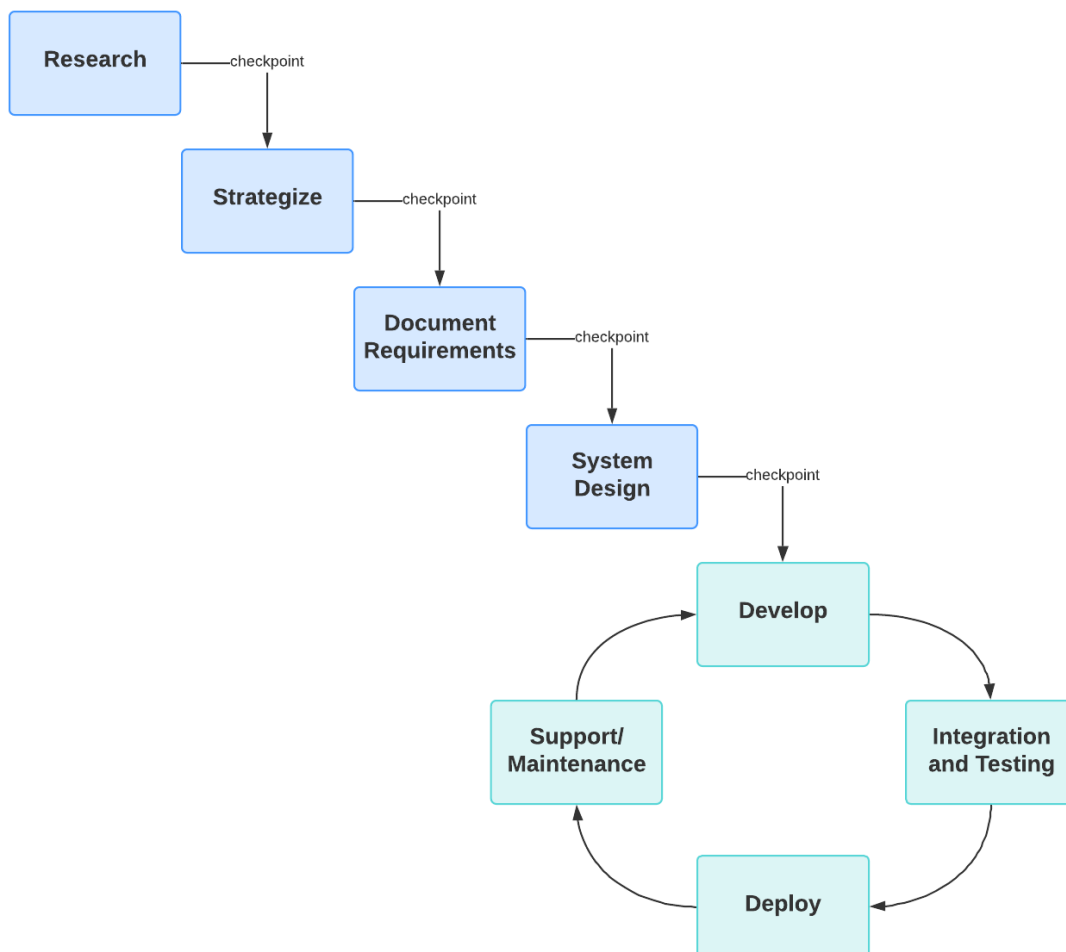 Research
checkpoint
Strategize
checkpoint
Document
Requirements
checkpoint
System
Design
checkpoint
Develop
Support/
Maintenance
Integration
and Testing
Deploy